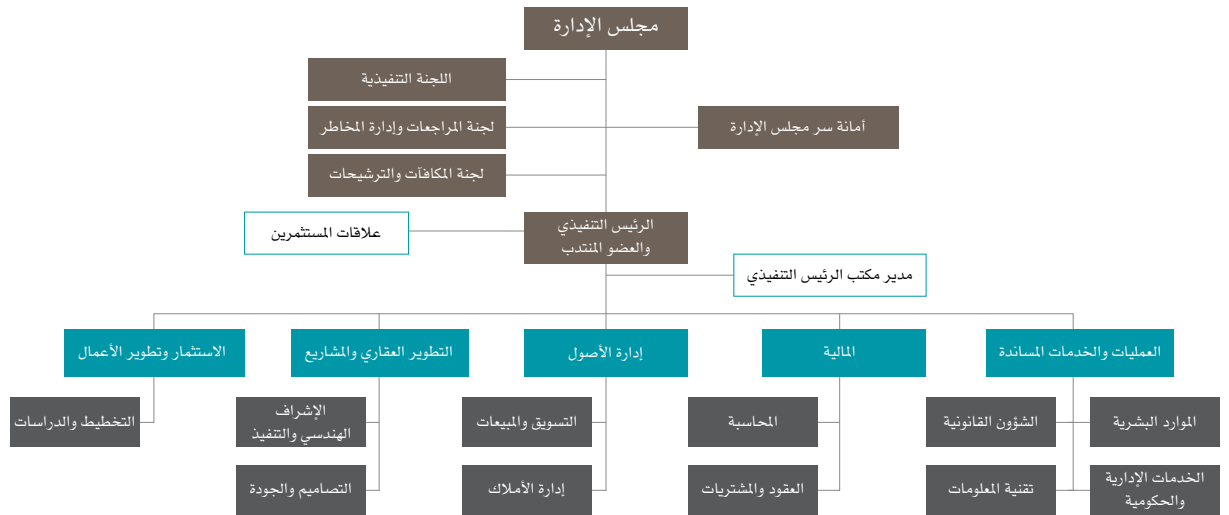 مجلس الإدارة
اللجنة التنفيذية
أمانة سر مجلس الإدارة
لجنة المراجعات وإدارة المخاطر
لجنة المكافآت والترشيحات
الرئيس التنفيذي
والعضو المنتدب
علاقات المستثمرين
مدير مكتب الرئيس التنفيذي
العمليات والخدمات المساندة
المالية
إدارة الأصول
التطوير العقاري والمشاريع
الاستثمار وتطوير الأعمال
الموارد البشرية
الشؤون القانونية
المحاسبة
التسويق والمبيعات
الإشراف
الهندسي والتنفيذ
التخطيط والدراسات
الخدمات الإدارية
والحكومية
تقنية المعلومات
العقود والمشتريات
إدارة الأملاك
التصاميم والجودة